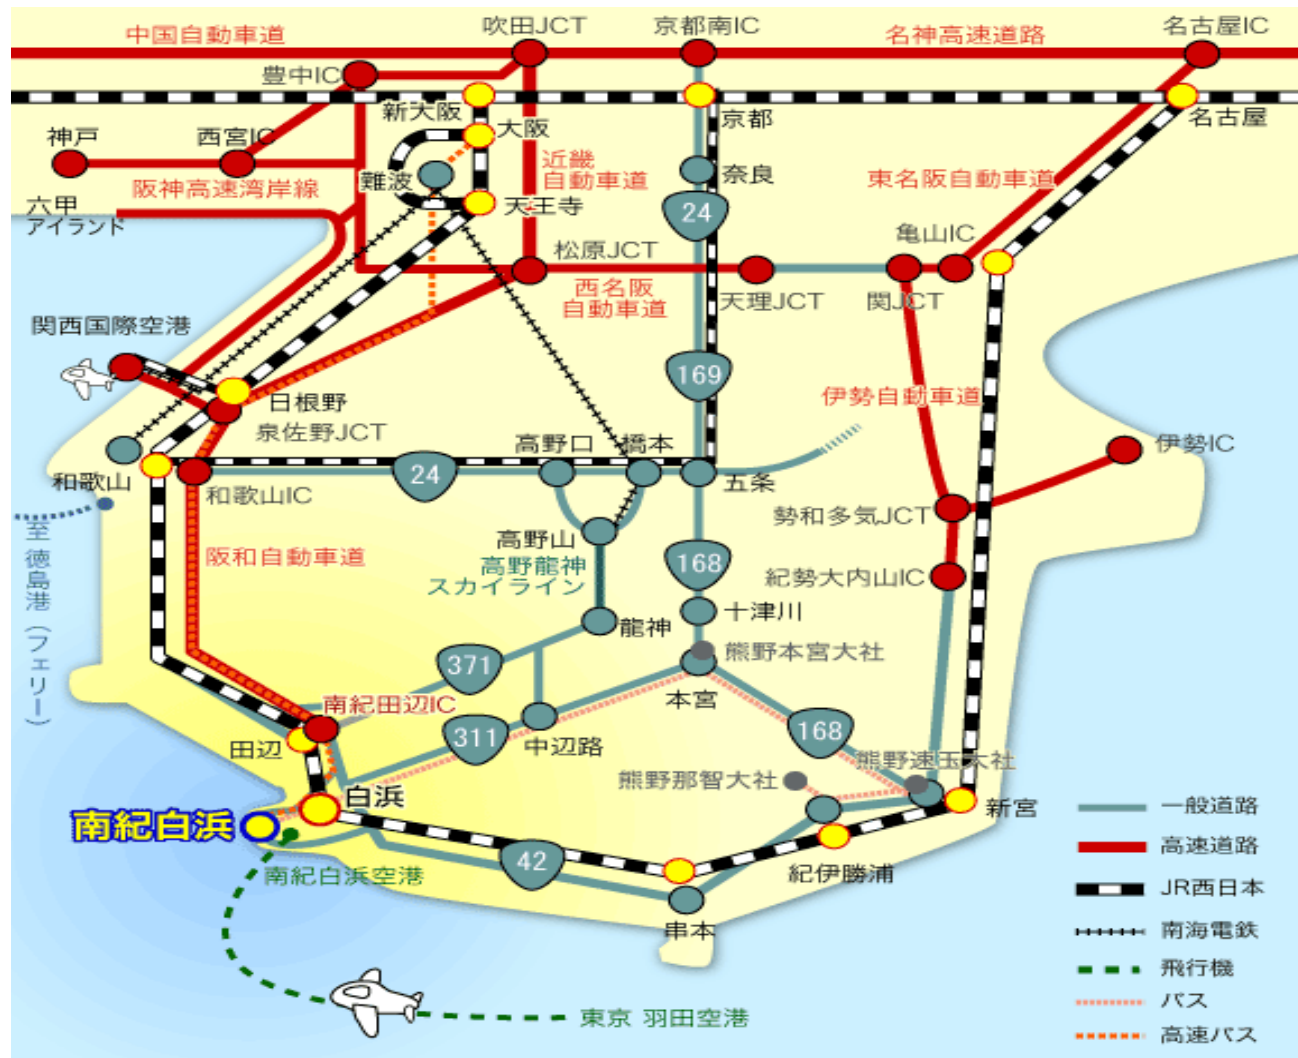 中国自動車道
吹田JCT
京都南IC
名神高速道路
名古屋IC
豊中IC
新大阪
大阪
京都
名古屋
神戸
西宮IC
阪神高速湾岸線
難波
近畿
自動車道
奈良
24
東名阪自動車道
六甲
アイランド
天王寺
松原JCT
亀山IC
西名阪
自動車道
天理JCT
関JCT
関西国際空港
169
伊勢自動車道
日根野
泉佐野JCT
高野口
橋本
伊勢IC
和歌山
和歌山IC
24
五条
勢和多気JCT
至 徳島港(フェリー)
阪和自動車道
高野山
高野龍神
スカイライン
168
紀勢大内山IC
龍神
十津川
熊野本宮大社
371
本宮
南紀田辺IC
田辺
311
中辺路
168
熊野速玉大社
熊野那智大社
白浜
南紀白浜
新宮
南紀白浜空港
42
紀伊勝浦
串本
東京 羽田空港
一般道路
高速道路
JR西日本
南海電鉄
飛行機
バス
高速バス